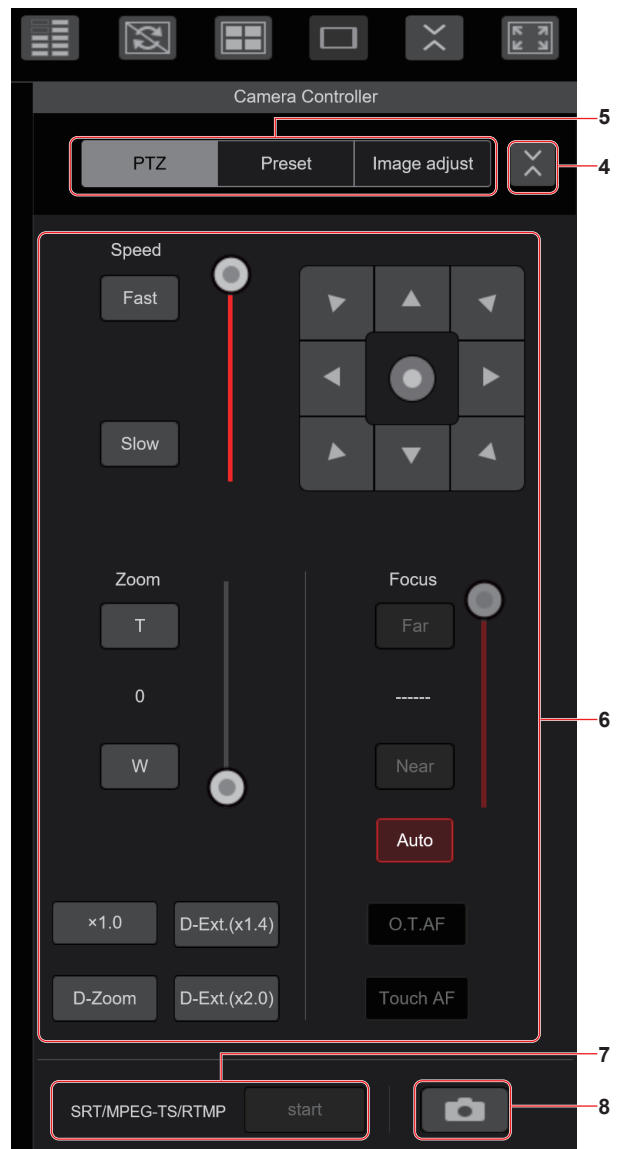 Camera Controller
5
PTZ Preset Image adjust
4
Speed
Fast
Slow
Zoom Focus
T Far
0 ------
6
W Near
Auto
×1.0 D-Ext.(x1.4) O.T.AF
D-Zoom D-Ext.(x2.0) Touch AF
7
SRT/MPEG-TS/RTMP start
8